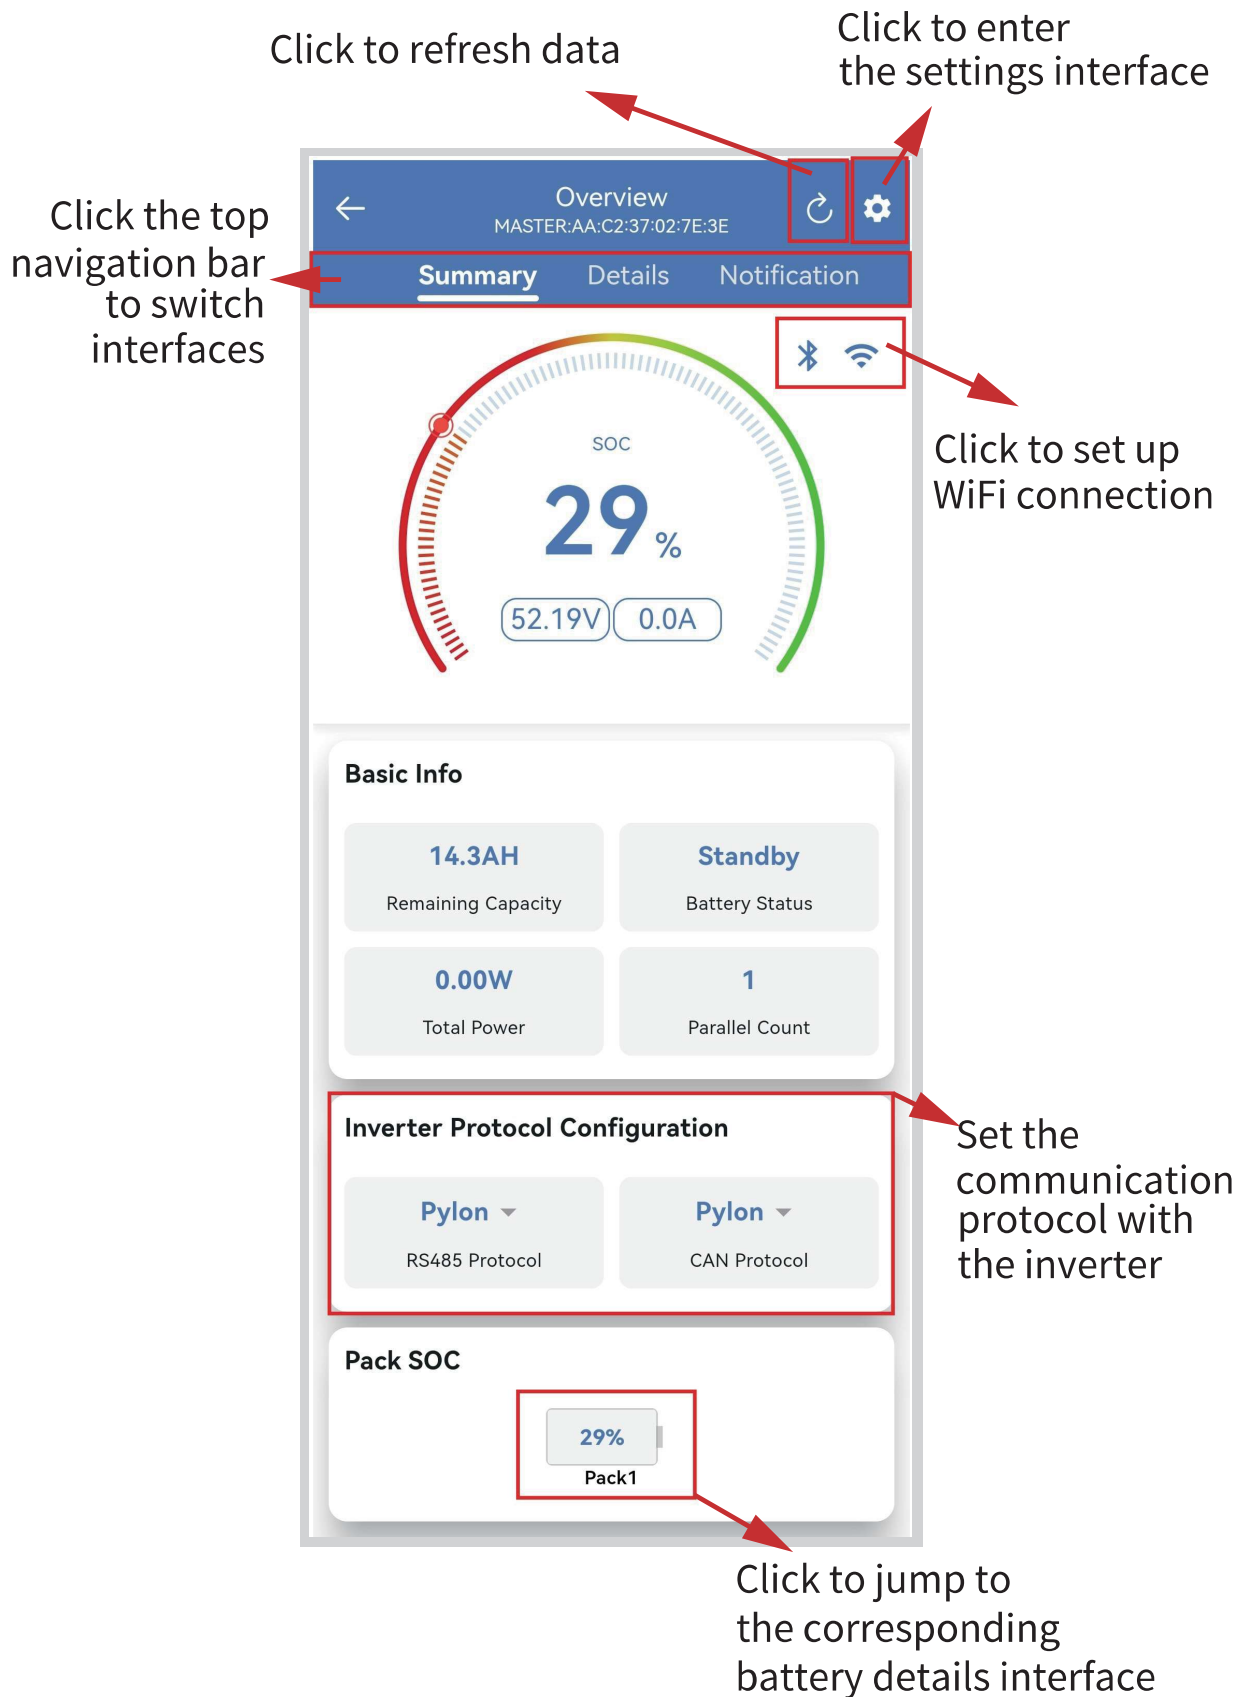 Click to refresh data
Click to enter
the settings interface
Click the top
navigation bar
to switch
interfaces
Overview
MASTER:AA:C2:37:02:7E:3E
Summary Details Notification
SOC
29%
52.19V 0.0A
Click to set up
WiFi connection
Basic Info
14.3AH Standby
Remaining Capacity Battery Status
0.00W 1
Total Power Parallel Count
Inverter Protocol Configuration
Pylon Pylon
RS485 Protocol CAN Protocol
Set the
communication
protocol with
the inverter
Pack SOC
29%
Pack1
Click to jump to
the corresponding
battery details interface